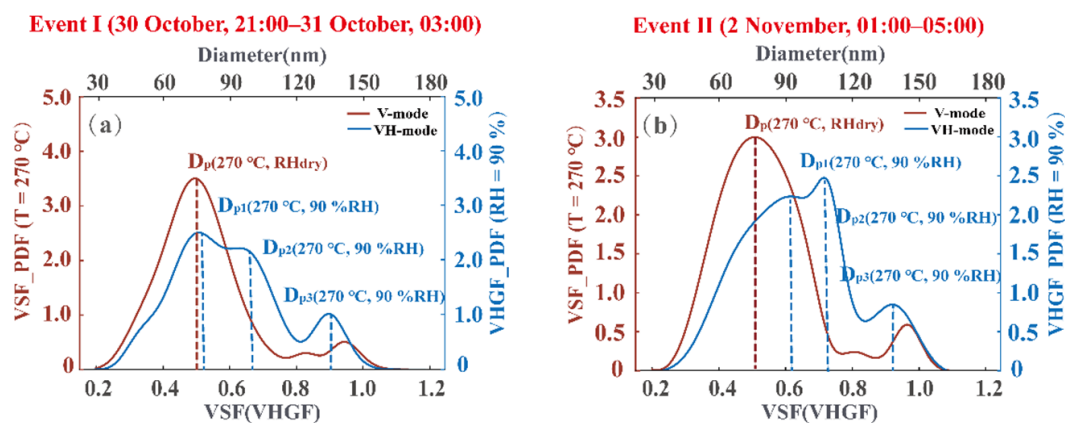 Event I (30 October, 21:00–31 October, 03:00)
Diameter(nm)
30 60 90 120 150 180
5.0 4.0 3.0 2.0 1.0 0
VSF_PDF (T = 270 ℃)
(a)
V-mode
VH-mode
Dp(270 ℃, RHdry)
Dp1(270 ℃, 90 %RH)
Dp2(270 ℃, 90 %RH)
Dp3(270 ℃, 90 %RH)
5.0 4.0 3.0 2.0 1.0 0
VHGF_PDF (RH = 90 %)
0.2 0.4 0.6 0.8 1.0 1.2
VSF(VHGF)
Event II (2 November, 01:00–05:00)
Diameter(nm)
30 60 90 110 150 180
3.5 3.0 2.5 2.0 1.5 1.0 0.5 0
VSF_PDF (T = 270 ℃)
(b)
V-mode
VH-mode
Dp(270 ℃, RHdry)
Dp1(270 ℃, 90 %RH)
Dp2(270 ℃, 90 %RH)
Dp3(270 ℃, 90 %RH)
3.5 3.0 2.5 2.0 1.5 1.0 0.5 0
VHGF PDF (RH = 90 %)
0.2 0.4 0.6 0.8 1.0 1.2
VSF(VHGF)